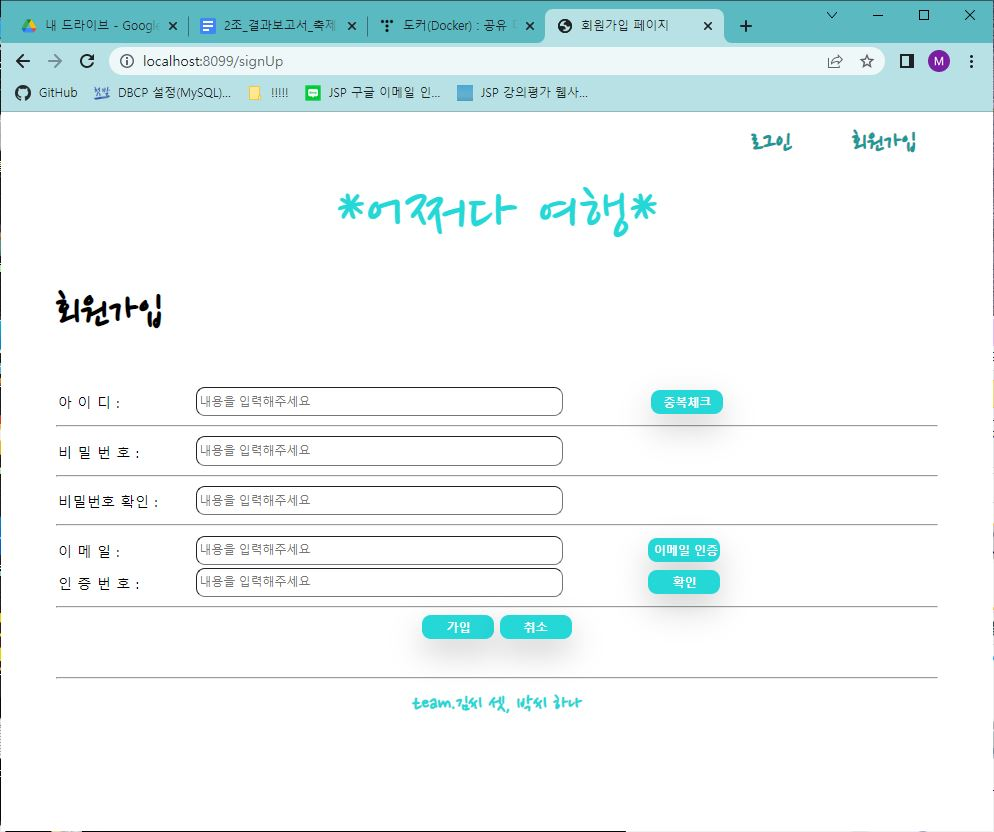 내 드라이브 - Google
2조_결과보고서_축제
도커(Docker) : 공유
회원가입 페이지
localhost:8099/signUp
M
GitHub
DBCP 설정(MySQL)...
!!!!!
JSP 구글 이메일 인...
JSP 강의평가 웹사...
로그인 회원가입
*어쩌다 여행*
회원가입
아 이 디 : 내용을 입력해주세요 중복체크
비 밀 번 호 : 내용을 입력해주세요
비밀번호 확인 : 내용을 입력해주세요
이 메 일 : 내용을 입력해주세요 이메일 인증
인 증 번 호 : 내용을 입력해주세요 확인
가입 취소
team.김씨 셋, 박씨 하나